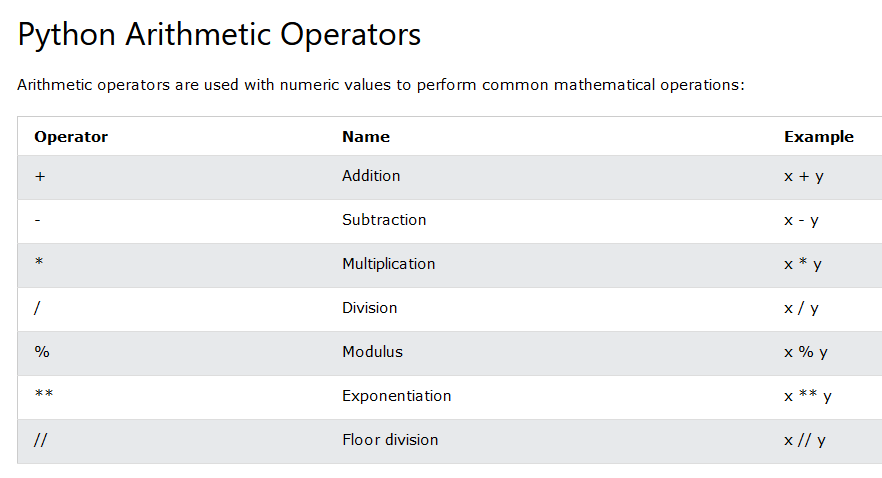 Python Arithmetic Operators
Arithmetic operators are used with numeric values to perform common mathematical operations:
Operator Name Example
+ Addition x + y
- Subtraction x - y
* Multiplication x * y
/ Division x / y
% Modulus x % y
** Exponentiation x ** y
// Floor division x // y